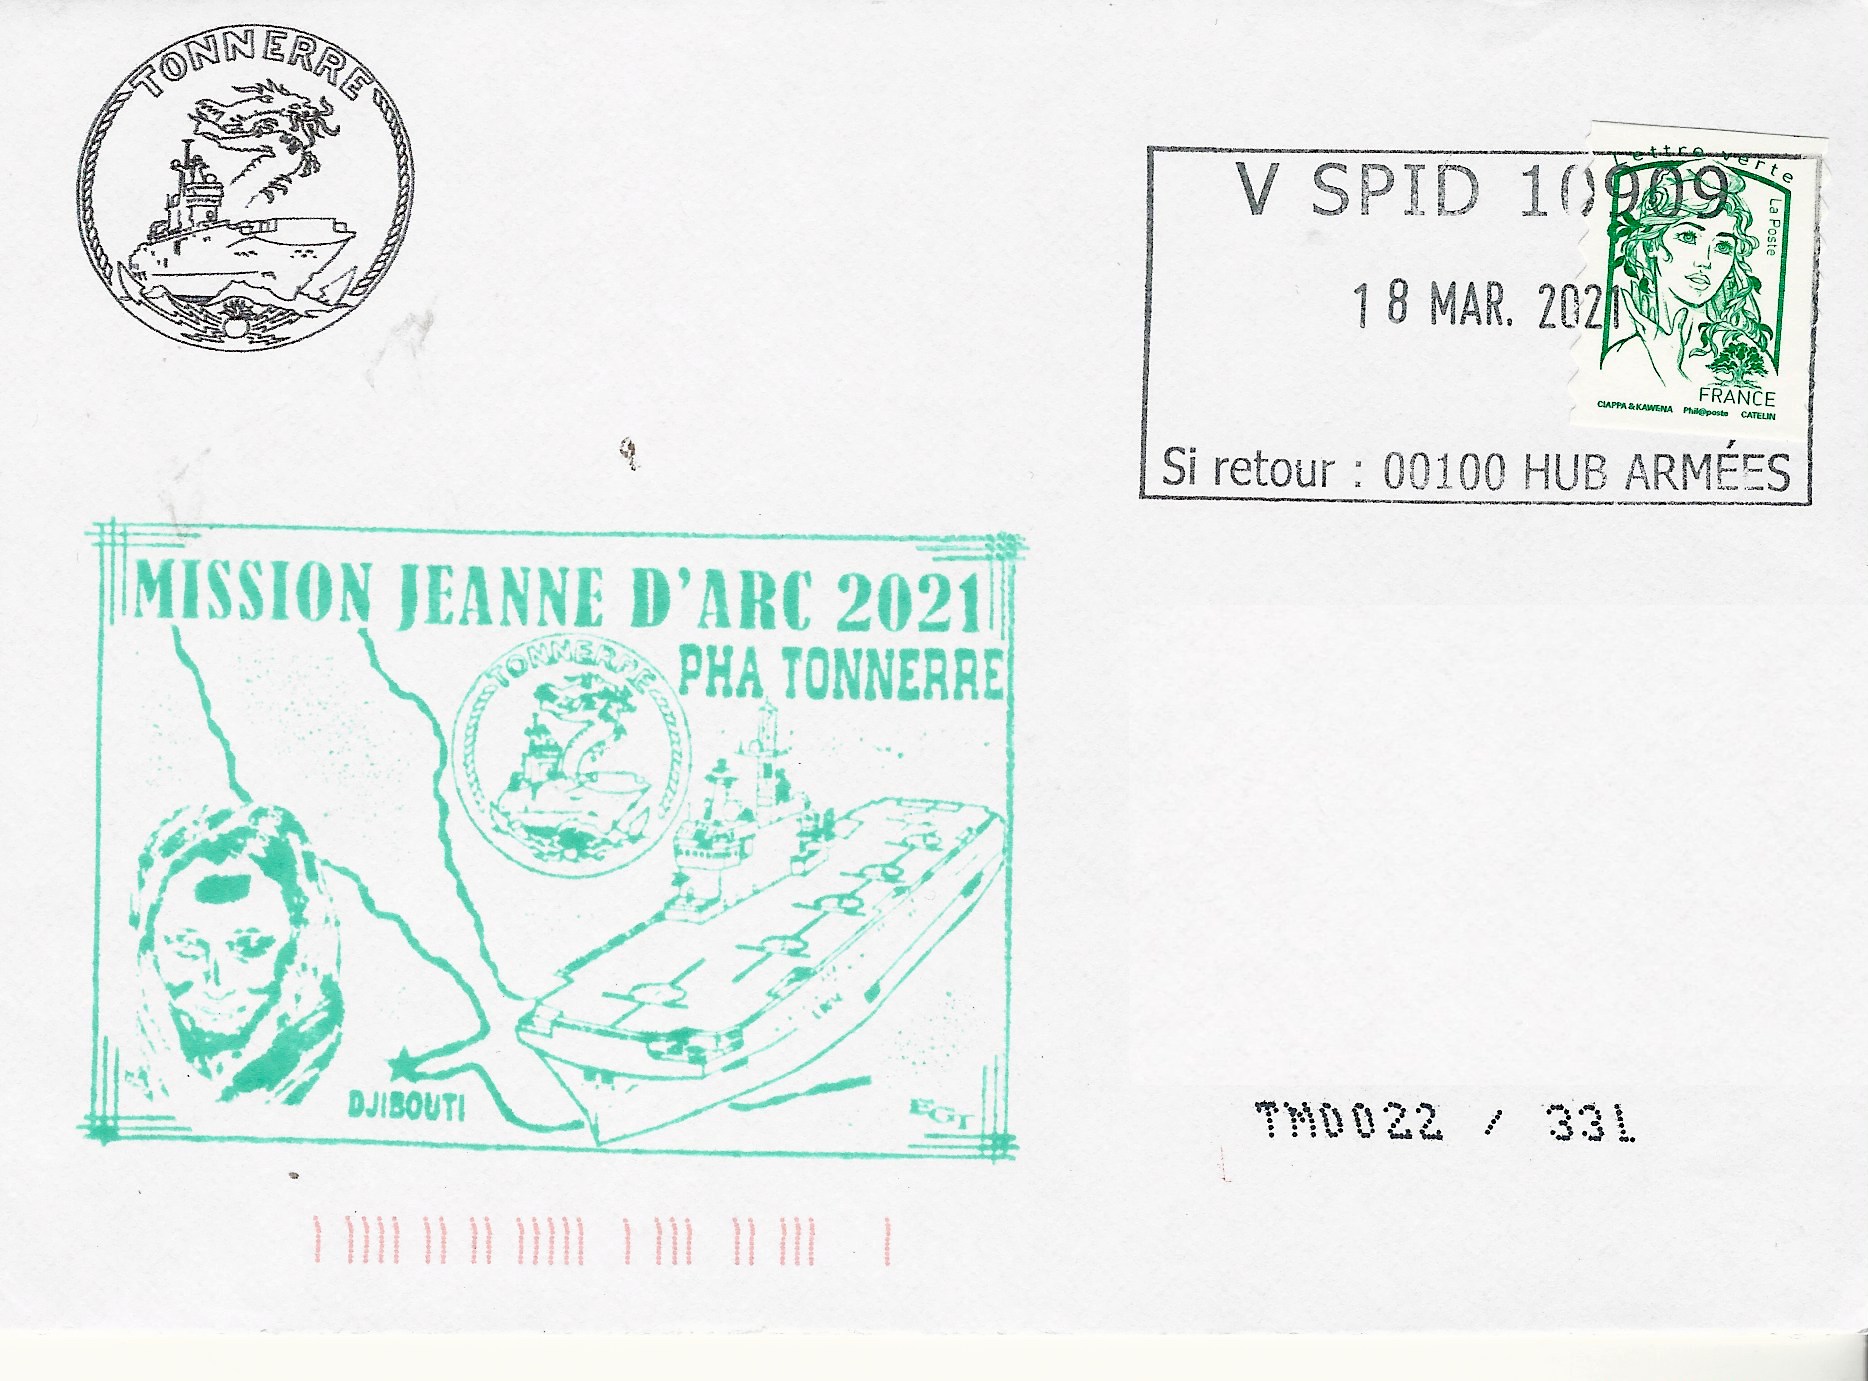 TONNERRE
V SPID 10909
18 MAR. 2021
Si retour : 00100 HUB ARMÉES
Lettre verte
La Poste
FRANCE
CIAPPA & KAWENA Phil@poste CATELIN
MISSION JEANNE D'ARC 2021
PHA TONNERRE
TONNERRE
DJIBOUTI
EGT
TM0022 / 331